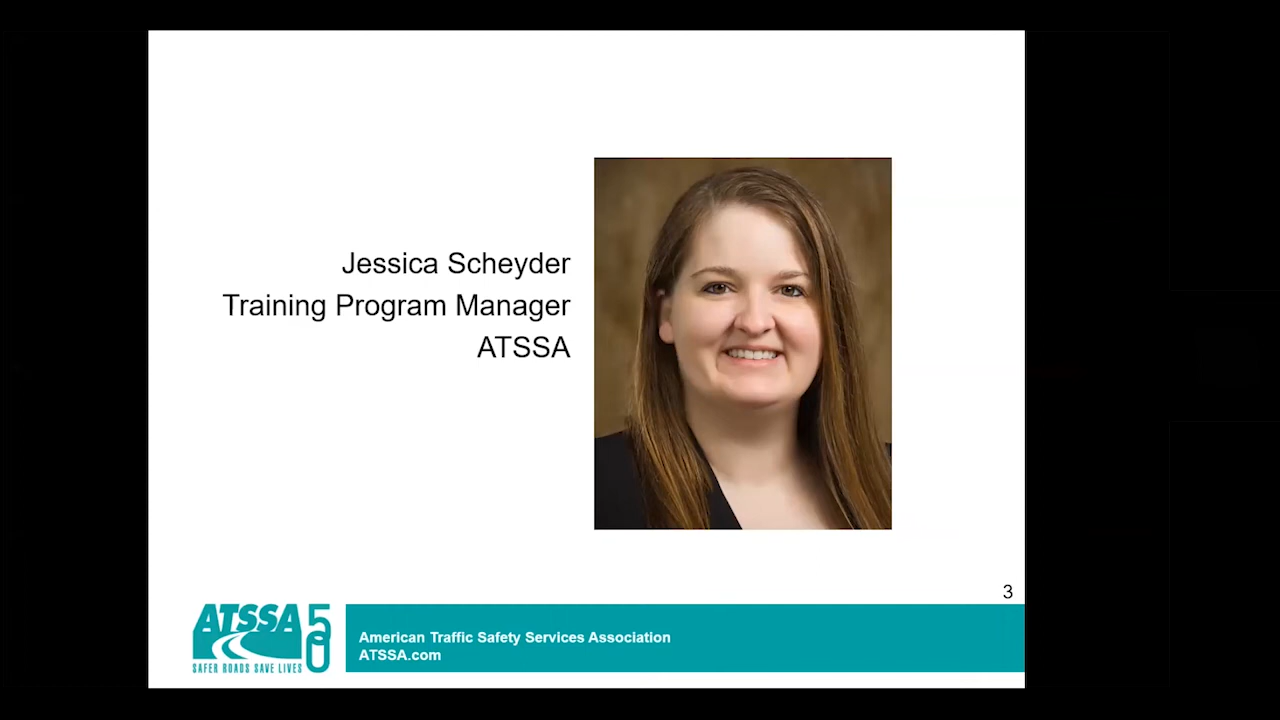 Jessica Scheyder
Training Program Manager
ATSSA
3
ATSSA 50
SAFER ROADS SAVE LIVES
American Traffic Safety Services Association
ATSSA.com